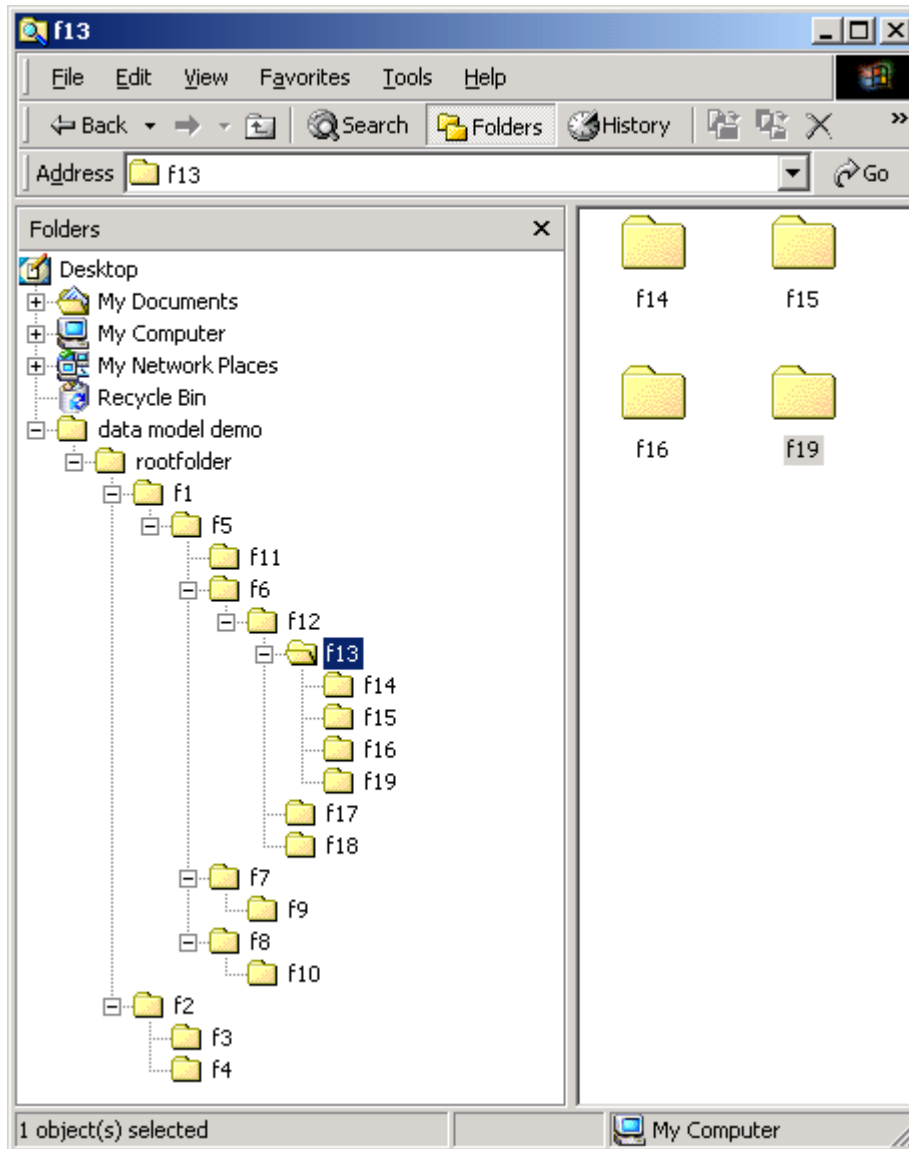 f13
File Edit View Favorites Tools Help
Back Search Folders History »
Address f13 Go
Folders
Desktop
My Documents
My Computer
My Network Places
Recycle Bin
data model demo
rootfolder
f1
f5
f11
f6
f12
f13
f14
f15
f16
f19
f17
f18
f7
f9
f8
f10
f2
f3
f4
f14 f15
f16 f19
1 object(s) selected My Computer